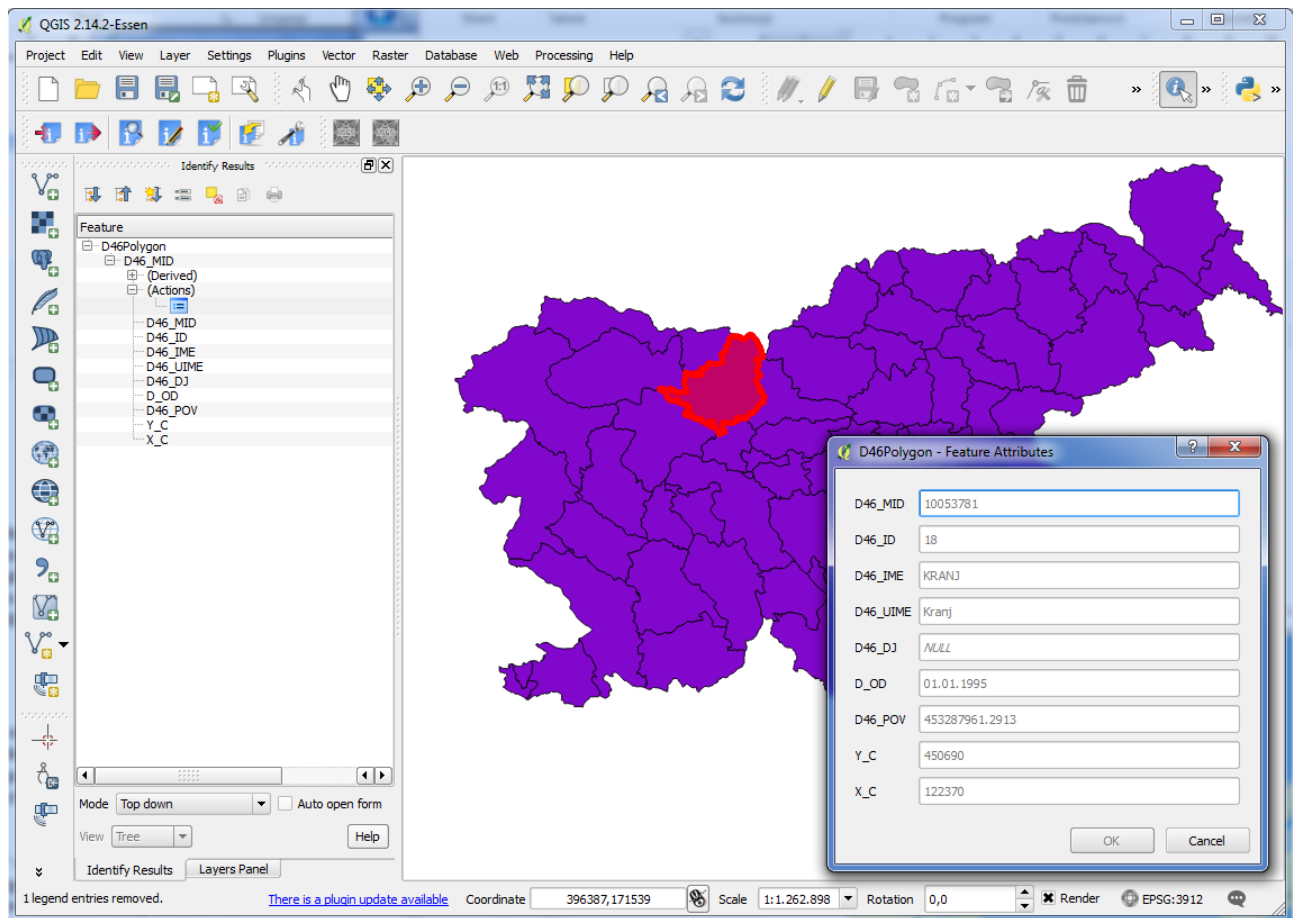 QGIS 2.14.2-Essen
Project Edit View Layer Settings Plugins Vector Raster Database Web Processing Help
Identify Results
Feature
D46Polygon
D46_MID
(Derived)
(Actions)
D46_MID
D46_ID
D46_IME
D46_UIME
D46_DJ
D_OD
D46_POV
Y_C
X_C
Mode Top down Auto open form
View Tree Help
Identify Results Layers Panel
D46Polygon - Feature Attributes
D46_MID 10053781
D46_ID 18
D46_IME KRANJ
D46_UIME Kranj
D46_DJ NULL
D_OD 01.01.1995
D46_POV 453287961.2913
Y_C 450690
X_C 122370
OK Cancel
1 legend entries removed. There is a plugin update available Coordinate 396387,171539 Scale 1:1.262.898 Rotation 0,0 Render EPSG:3912